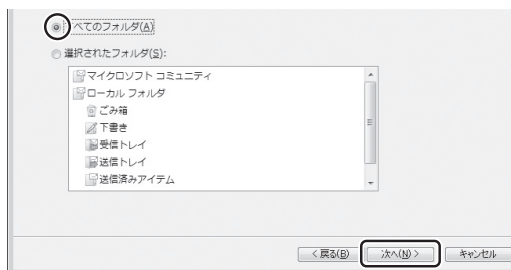 べてのフォルダ(A)
選択されたフォルダ(S):
マイクロソフト コミュニティ
ローカル フォルダ
ごみ箱
下書き
受信トレイ
送信トレイ
送信済みアイテム
< 戻る(B)
次へ(N) >
キャンセル